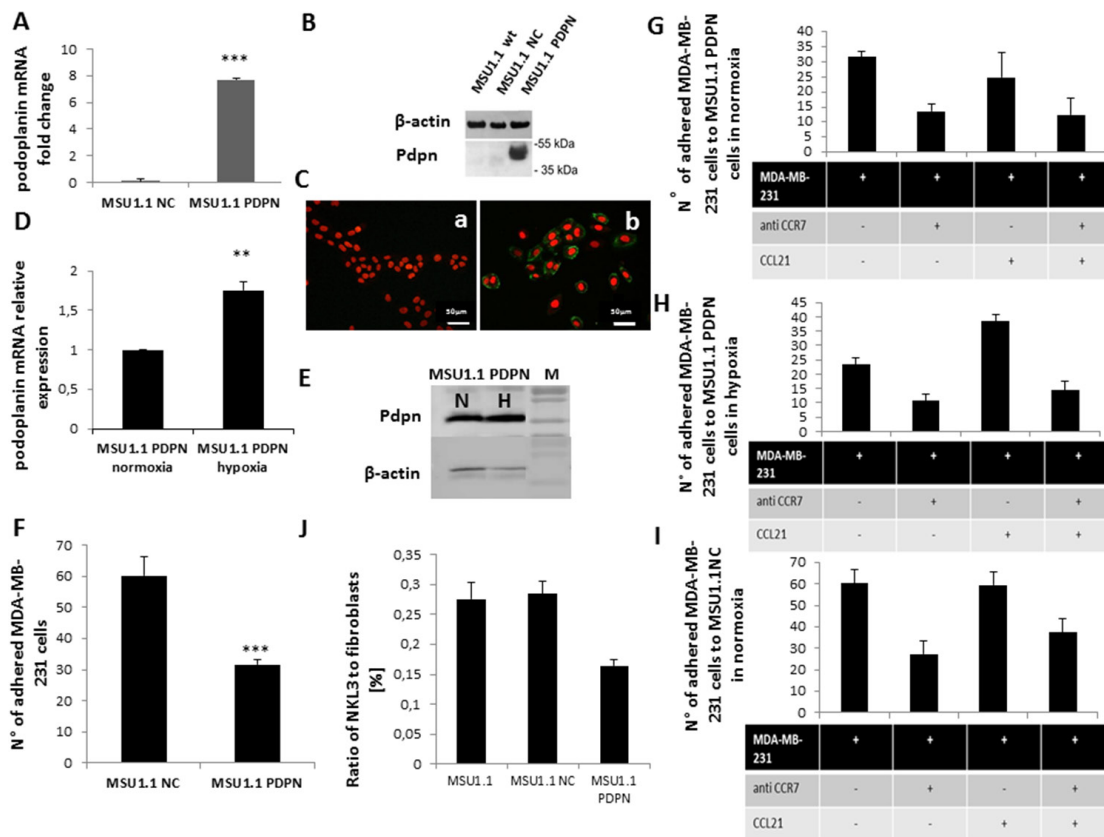 A
podoplanin mRNA
fold change
10
8
6
4
2
0
***
MSU1.1 NC MSU1.1 PDPN
B
MSU1.1 wt
MSU1.1 NC
MSU1.1 PDPN
β-actin
Pdpn
-55 kDa
- 35 kDa
C
a
50µm
b
50µm
D
podoplanin mRNA relative
expression
2
1,5
1
0,5
0
**
MSU1.1 PDPN
normoxia
MSU1.1 PDPN
hypoxia
E
MSU1.1 PDPN M
N H
Pdpn
β-actin
F
N° of adhered MDA-MB-
231 cells
70
60
50
40
30
20
10
0
***
MSU1.1 NC MSU1.1 PDPN
J
Ratio of NKL3 to fibroblasts
[%]
0,35
0,3
0,25
0,2
0,15
0,1
0,05
0
MSU1.1 MSU1.1 NC MSU1.1
PDPN
G
N° of adhered MDA-MB-
231 cells to MSU1.1 PDPN
cells in normoxia
40
35
30
25
20
15
10
5
0
MDA-MB-
231 + + + +
anti CCR7 - + - +
CCL21 - - + +
H
N° of adhered MDA-MB-
231 cells to MSU1.1 PDPN
cells in hypoxia
45
40
35
30
25
20
15
10
5
0
MDA-MB-
231 + + + +
anti CCR7 - + - +
CCL21 - - + +
I
N° of adhered MDA-MB-
231 cells to MSU1.1NC
in normoxia
70
60
50
40
30
20
10
0
MDA-MB-
231 + + + +
anti CCR7 - + - +
CCL21 - - + +